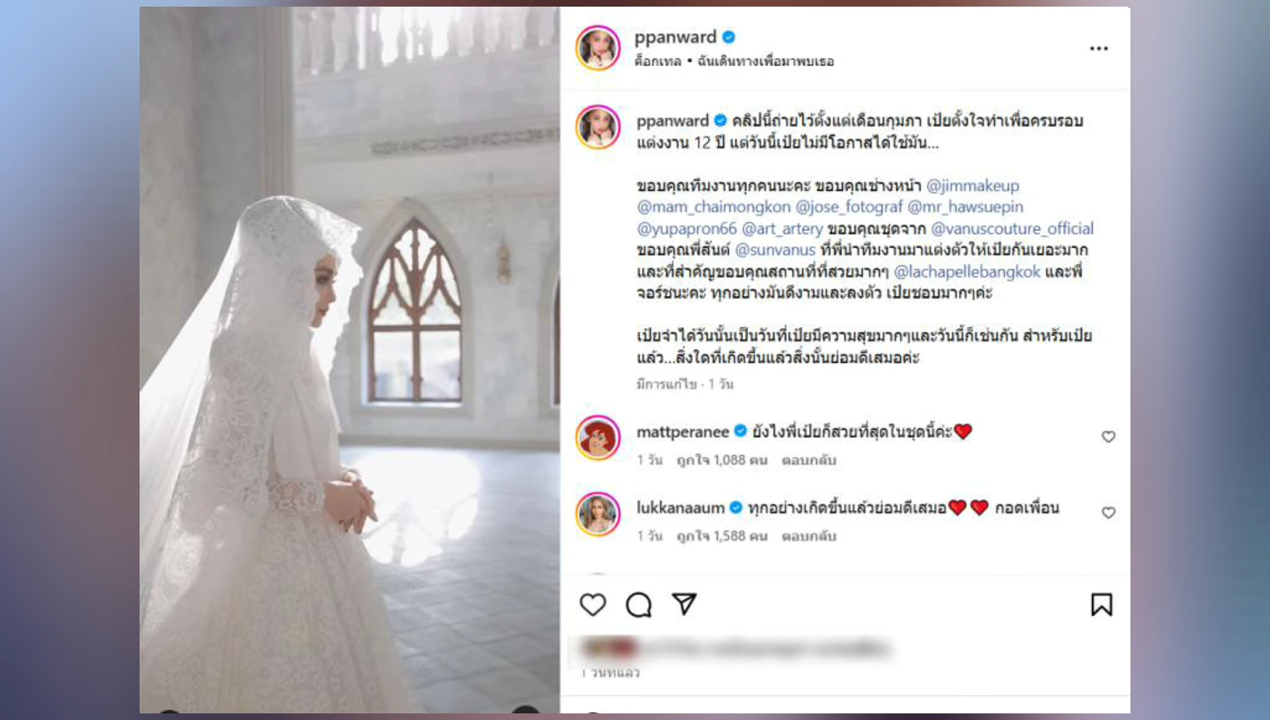 ppanward
ค็อกเทล • ฉันเดินทางเพื่อมาพบเธอ
ppanward คลิปนี้ถ่ายไว้ตั้งแต่เดือนกุมภา เป้ยตั้งใจทำเพื่อครบรอบ
แต่งงาน 12 ปี แต่วันนี้เป้ยไม่มีโอกาสได้ใช้มัน...
ขอบคุณทีมงานทุกคนนะคะ ขอบคุณช่างหน้า @jimmakeup
@mam_chaimongkon @jose_fotograf @mr_hawsuepin
@yupapron66 @art_artery ขอบคุณชุดจาก @vanuscouture_official
ขอบคุณพี่สันต์ @sunvanus ที่พี่นำทีมงานมาแต่งตัวให้เป้ยกันเยอะมาก
และที่สำคัญขอบคุณสถานที่ที่สวยมากๆ @lachapellebangkok และพี่
จอร์ชนะคะ ทุกอย่างมันดีงามและลงตัว เป้ยชอบมากๆค่ะ
เป้ยจำได้วันนั้นเป็นวันที่เป้ยมีความสุขมากๆและวันนี้ก็เช่นกัน สำหรับเป้ย
แล้ว...สิ่งใดที่เกิดขึ้นแล้วสิ่งนั้นย่อมดีเสมอค่ะ
มีการแก้ไข · 1 วัน
mattperanee ยังไงพี่เป้ยก็สวยที่สุดในชุดนี้ค่ะ❤️
1 วัน ถูกใจ 1,088 คน ตอบกลับ
lukkanaaum ทุกอย่างเกิดขึ้นแล้วย่อมดีเสมอ❤️❤️ กอดเพื่อน
1 วัน ถูกใจ 1,588 คน ตอบกลับ
1 วันที่แล้ว